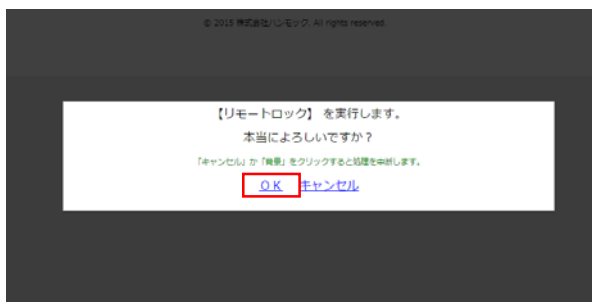 © 2015 株式会社ハンモック. All rights reserved.
【リモートロック】 を実行します。
本当によろしいですか？
「キャンセル」か「背景」をクリックすると処理を中断します。
ＯＫ キャンセル